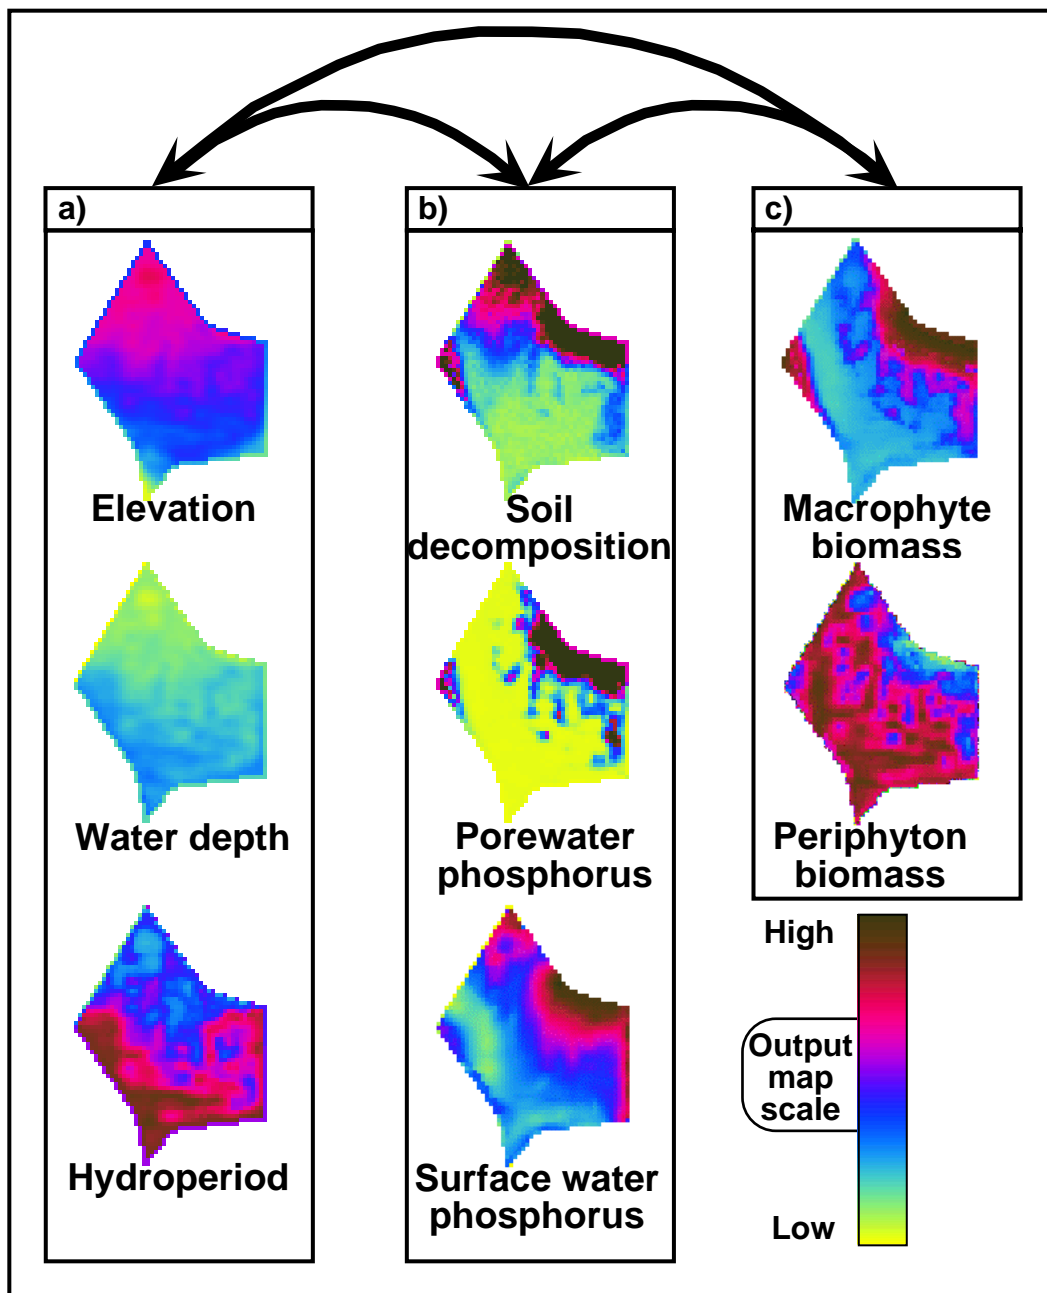 a)
Elevation
Water depth
Hydroperiod
b)
Soil
decomposition
Porewater
phosphorus
Surface water
phosphorus
c)
Macrophyte
biomass
Periphyton
biomass
High
Output
map
scale
Low